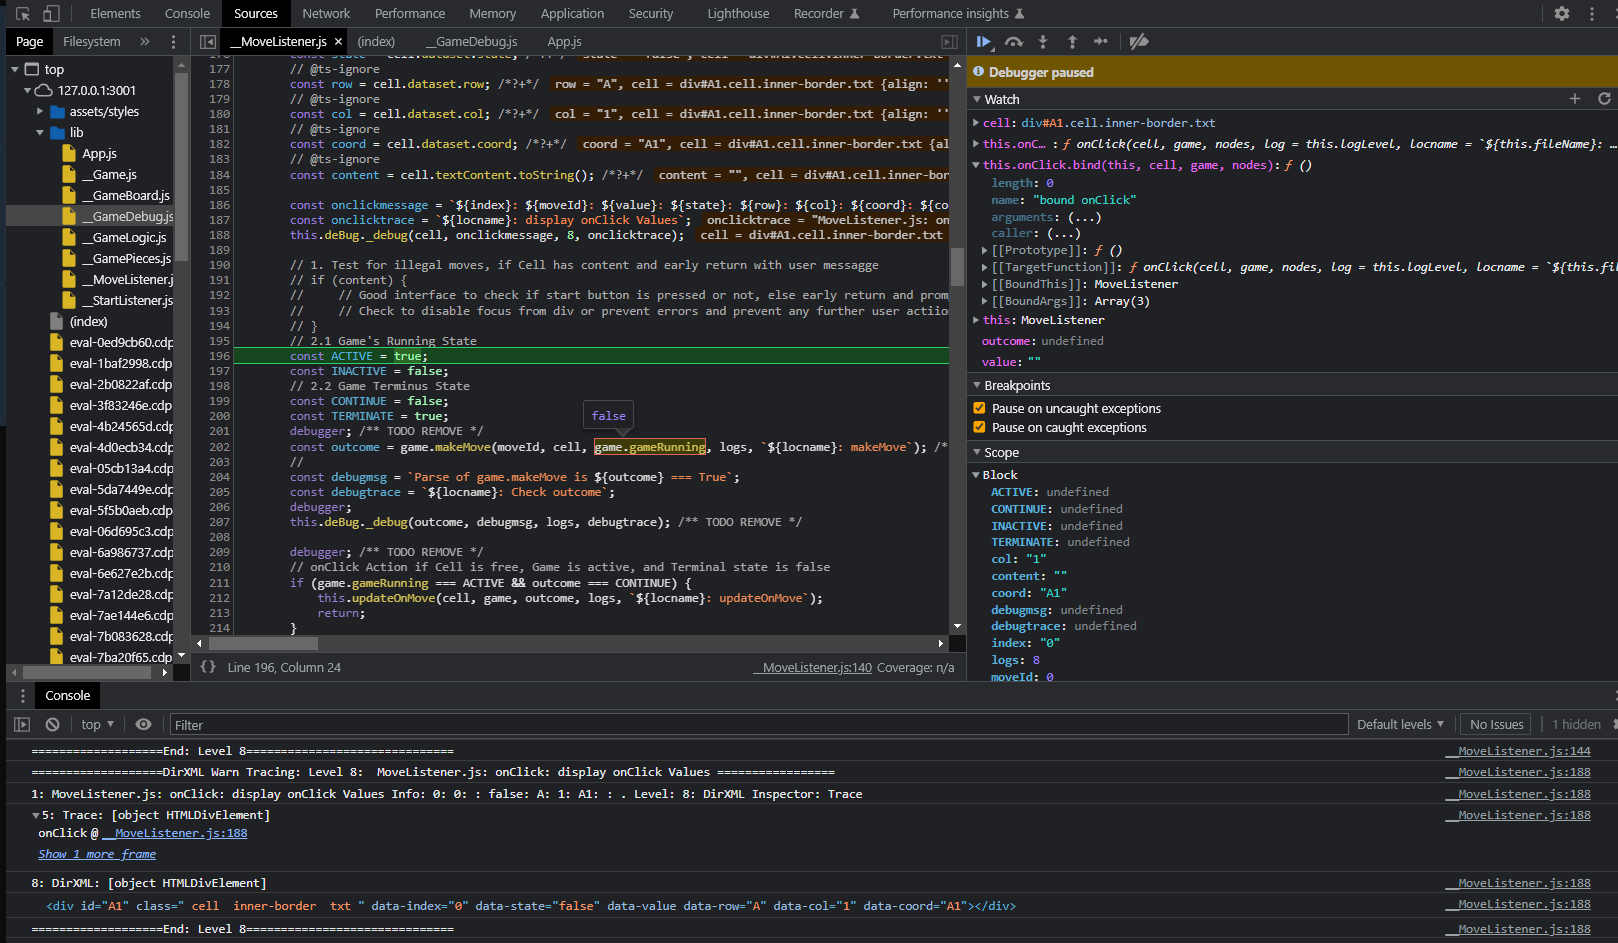 Elements Console Sources Network Performance Memory Application Security Lighthouse Recorder Performance insights
Page Filesystem » __MoveListener.js × (index) __GameDebug.js App.js
top
127.0.0.1:3001
assets/styles
lib
App.js
__Game.js
__GameBoard.js
__GameDebug.js
__GameLogic.js
__GamePieces.js
__MoveListener.j
__StartListener.js
(index)
eval-0ed9cb60.cdp
eval-1baf2998.cdp
eval-2b0822af.cdp
eval-3f83246e.cdp
eval-4b24565d.cdp
eval-4d0ecb34.cdp
eval-05cb13a4.cdp
eval-5da7449e.cdp
eval-5f5b0aeb.cdp
eval-06d695c3.cdp
eval-6a986737.cdp
eval-6e627e2b.cdp
eval-7a12de28.cdp
eval-7ae144e6.cdp
eval-7b083628.cdp
eval-7ba20f65.cdp
177 // @ts-ignore
178 const row = cell.dataset.row; /*?+*/ row = "A", cell = div#A1.cell.inner-border.txt {align: ''
179 // @ts-ignore
180 const col = cell.dataset.col; /*?+*/ col = "1", cell = div#A1.cell.inner-border.txt {align: ''
181 // @ts-ignore
182 const coord = cell.dataset.coord; /*?+*/ coord = "A1", cell = div#A1.cell.inner-border.txt {al
183 // @ts-ignore
184 const content = cell.textContent.toString(); /*?+*/ content = "", cell = div#A1.cell.inner-bor
185
186 const onclickmessage = `${index}: ${moveId}: ${value}: ${state}: ${row}: ${col}: ${coord}: ${co
187 const onclicktrace = `${locname}: display onClick Values`; onclicktrace = "MoveListener.js: on
188 this.deBug._debug(cell, onclickmessage, 8, onclicktrace); cell = div#A1.cell.inner-border.txt
189
190 // 1. Test for illegal moves, if Cell has content and early return with user messagge
191 // if (content) {
192 // // Good interface to check if start button is pressed or not, else early return and prom
193 // // Check to disable focus from div or prevent errors and prevent any further user actiio
194 // }
195 // 2.1 Game's Running State
196 const ACTIVE = true;
197 const INACTIVE = false;
198 // 2.2 Game Terminus State
199 const CONTINUE = false;
200 const TERMINATE = true;
false
201 debugger; /** TODO REMOVE */
202 const outcome = game.makeMove(moveId, cell, game.gameRunning, logs, `${locname}: makeMove`); /*
203 //
204 const debugmsg = `Parse of game.makeMove is ${outcome} === True`;
205 const debugtrace = `${locname}: Check outcome`;
206 debugger;
207 this.deBug._debug(outcome, debugmsg, logs, debugtrace); /** TODO REMOVE */
208
209 debugger; /** TODO REMOVE */
210 // onClick Action if Cell is free, Game is active, and Terminal state is false
211 if (game.gameRunning === ACTIVE && outcome === CONTINUE) {
212 this.updateOnMove(cell, game, outcome, logs, `${locname}: updateOnMove`);
213 return;
214 }
{} Line 196, Column 24 __MoveListener.js:140 Coverage: n/a
Debugger paused
Watch
cell: div#A1.cell.inner-border.txt
this.onC… : ƒ onClick(cell, game, nodes, log = this.logLevel, locname = `${this.fileName}: …
this.onClick.bind(this, cell, game, nodes): ƒ ()
length: 0
name: "bound onClick"
arguments: (...)
caller: (...)
[[Prototype]]: ƒ ()
[[TargetFunction]]: ƒ onClick(cell, game, nodes, log = this.logLevel, locname = `${this.fil
[[BoundThis]]: MoveListener
[[BoundArgs]]: Array(3)
this: MoveListener
outcome: undefined
value: ""
Breakpoints
Pause on uncaught exceptions
Pause on caught exceptions
Scope
Block
ACTIVE: undefined
CONTINUE: undefined
INACTIVE: undefined
TERMINATE: undefined
col: "1"
content: ""
coord: "A1"
debugmsg: undefined
debugtrace: undefined
index: "0"
logs: 8
moveId: 0
Console
top Filter Default levels No Issues 1 hidden
===================End: Level 8============================== __MoveListener.js:144
===================DirXML Warn Tracing: Level 8: MoveListener.js: onClick: display onClick Values ================= __MoveListener.js:188
1: MoveListener.js: onClick: display onClick Values Info: 0: 0: : false: A: 1: A1: : . Level: 8: DirXML Inspector: Trace __MoveListener.js:188
5: Trace: [object HTMLDivElement] __MoveListener.js:188
onClick @ __MoveListener.js:188
Show 1 more frame
8: DirXML: [object HTMLDivElement] __MoveListener.js:188
<div id="A1" class=" cell inner-border txt " data-index="0" data-state="false" data-value data-row="A" data-col="1" data-coord="A1"></div> __MoveListener.js:188
===================End: Level 8============================== __MoveListener.js:188